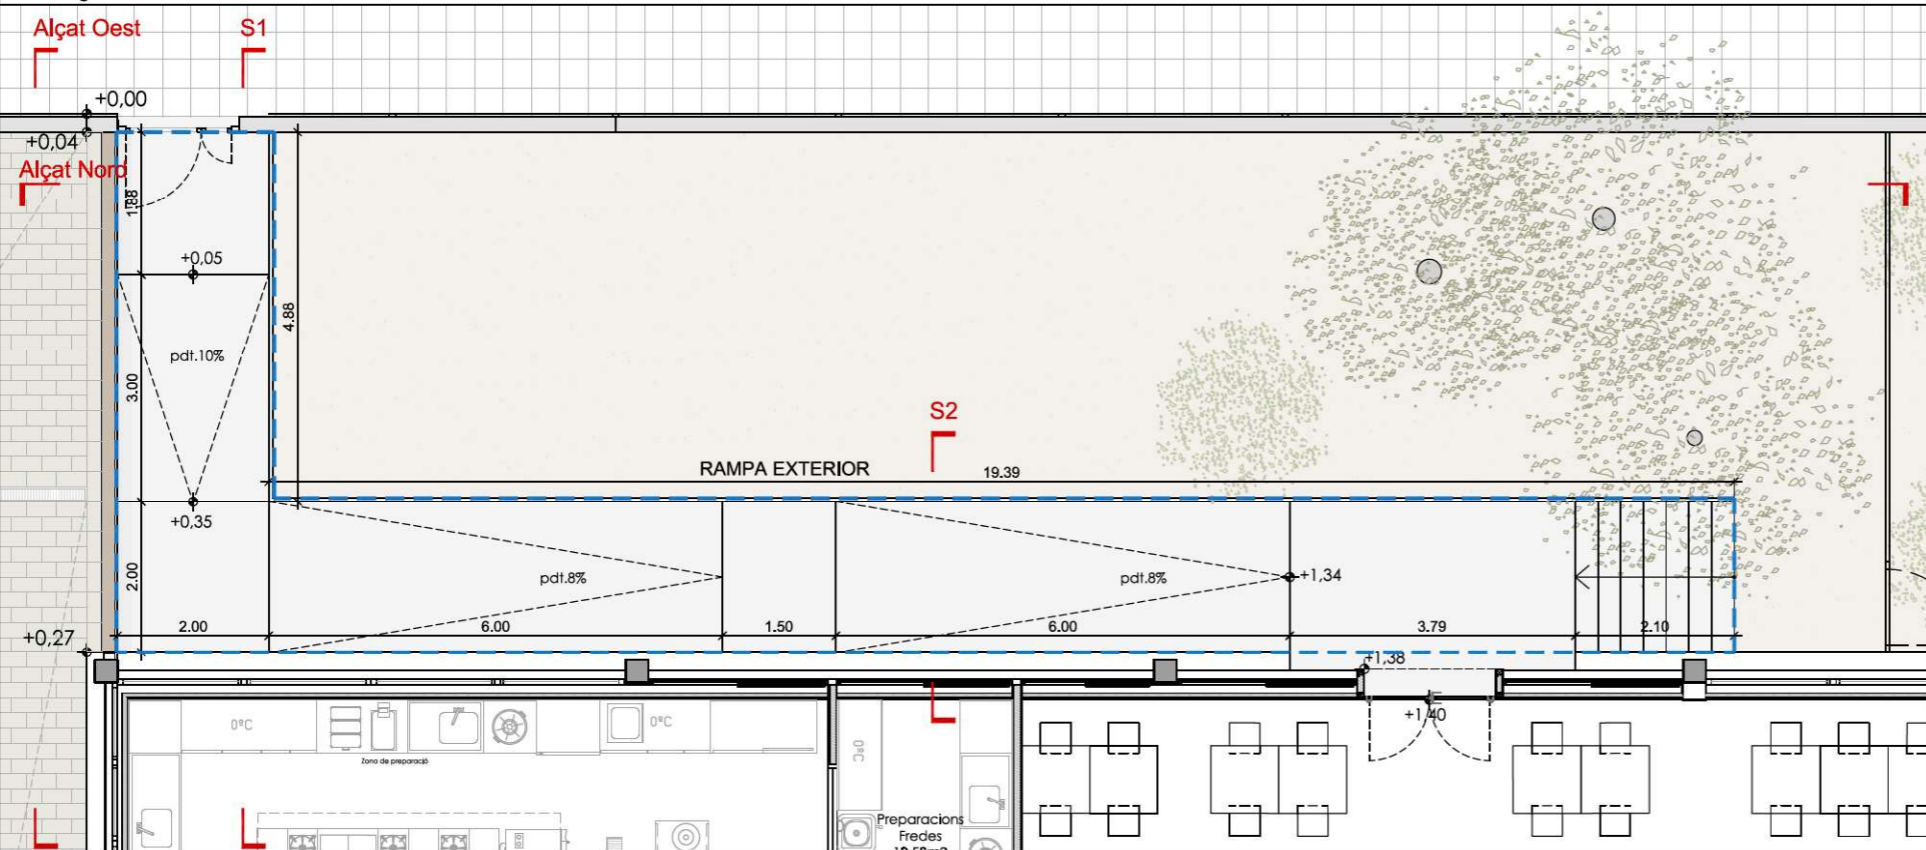 Alçat Oest
S1
+0,00
+0,04
Alçat Nord
1.88
+0,05
4.88
pdt.10%
3.00
S2
RAMPA EXTERIOR
19.39
+0,35
pdt.8%
pdt.8%
+1,34
2.00
+0,27
2.00
6.00
1.50
6.00
3.79
2.10
+1,38
+1,40
0ºC
0ºC
0ºC
Zona de preparació
Preparacions
Fredes